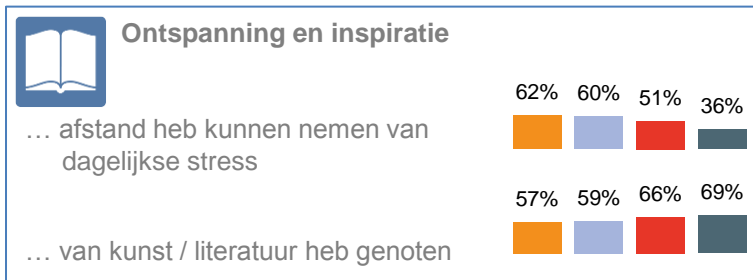 Ontspanning en inspiratie
62% 60% 51% 36%
… afstand heb kunnen nemen van
dagelijkse stress
57% 59% 66% 69%
… van kunst / literatuur heb genoten